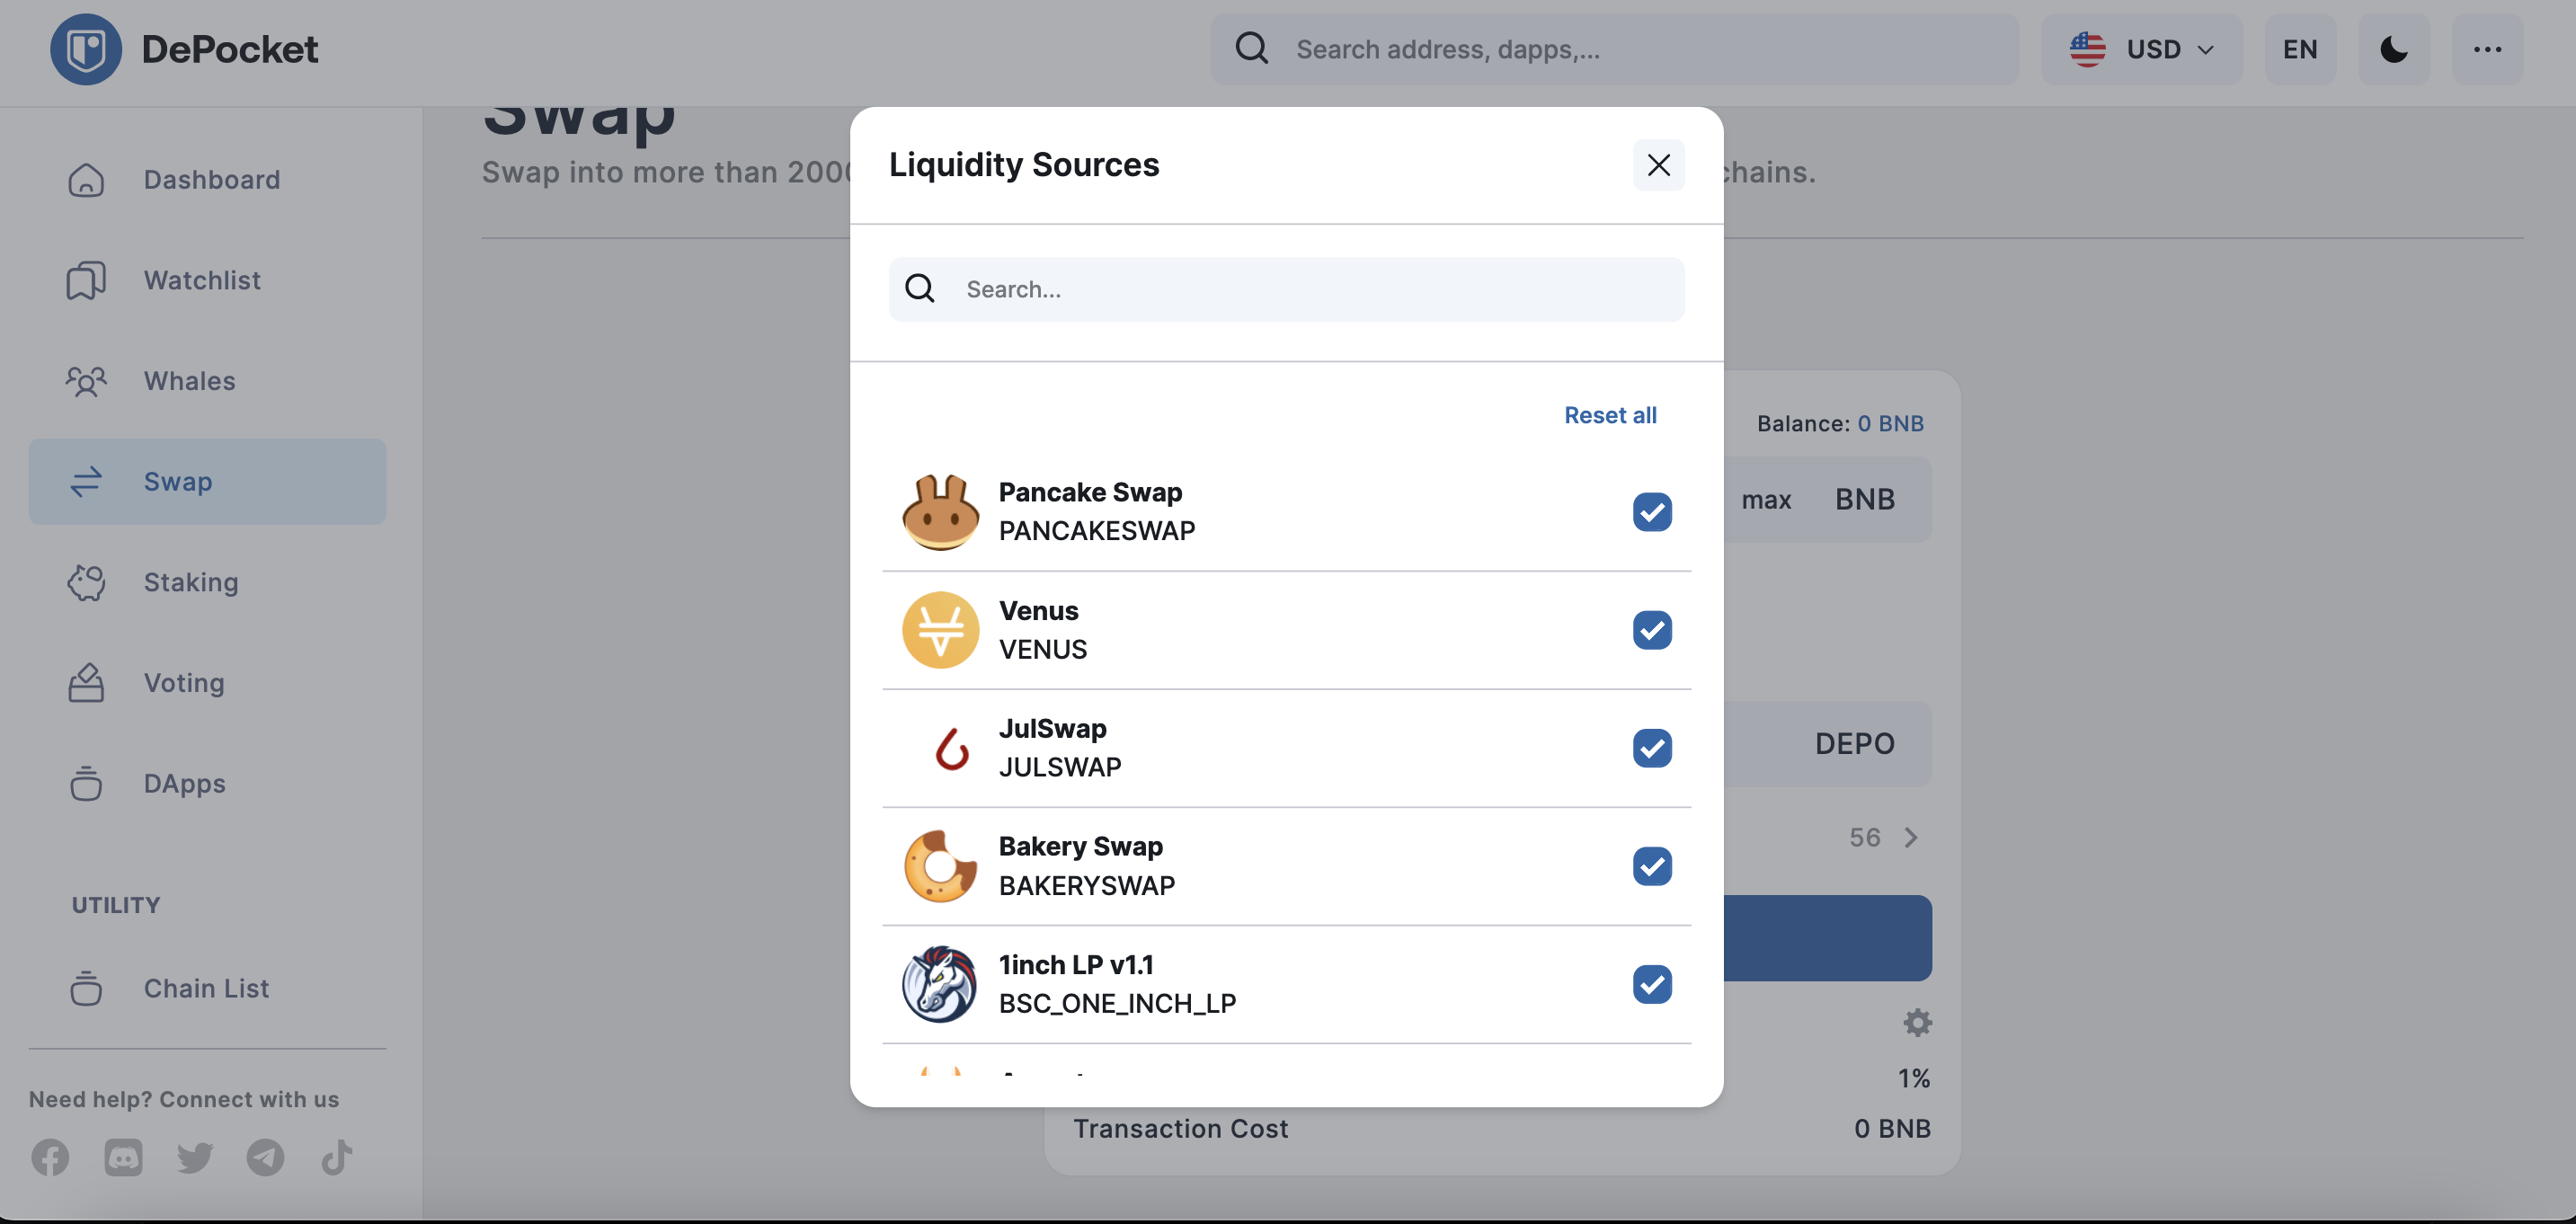 DePocket
Search address, dapps,...
USD
EN
Swap
Swap into more than 200
chains.
Dashboard
Watchlist
Whales
Swap
Staking
Voting
DApps
UTILITY
Chain List
Need help? Connect with us
Liquidity Sources
Search...
Reset all
Pancake Swap
PANCAKESWAP
Venus
VENUS
JulSwap
JULSWAP
Bakery Swap
BAKERYSWAP
1inch LP v1.1
BSC_ONE_INCH_LP
Balance: 0 BNB
max BNB
DEPO
56
1%
Transaction Cost
0 BNB